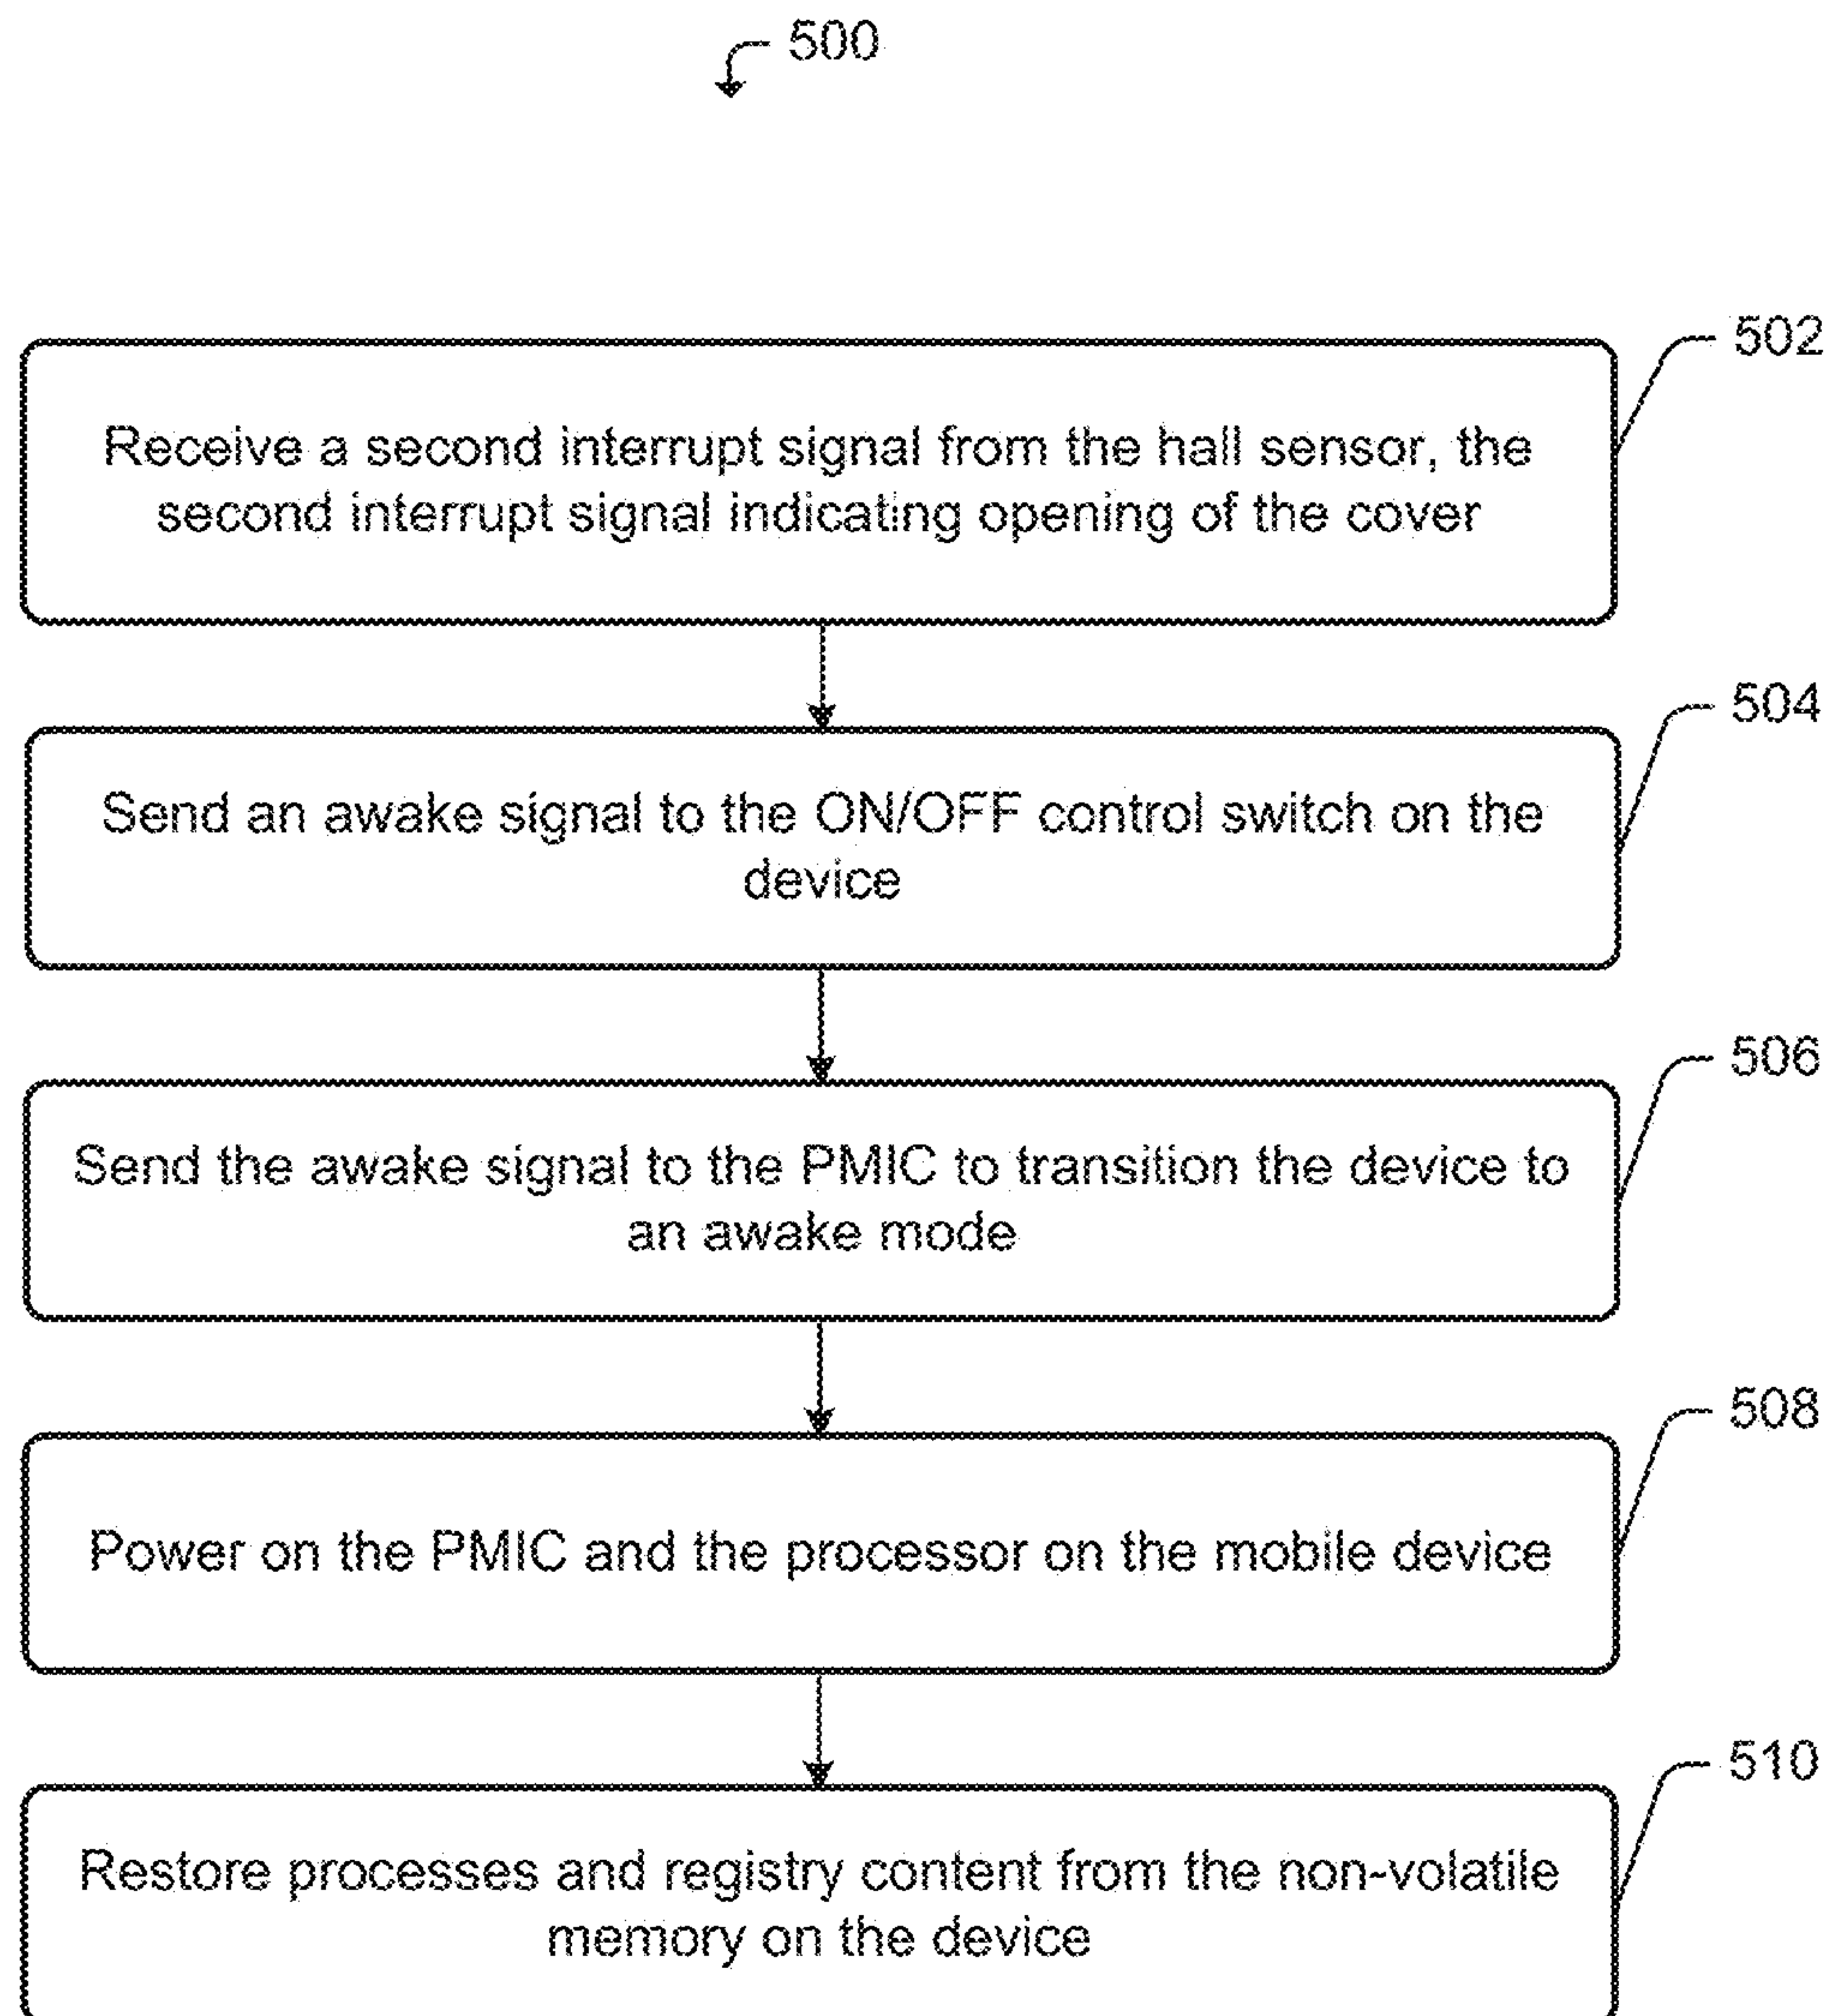 500
502
Receive a second interrupt signal from the hall sensor, the
second interrupt signal indicating opening of the cover
504
Send an awake signal to the ON/OFF control switch on the
device
506
Send the awake signal to the PMIC to transition the device to
an awake mode
508
Power on the PMIC and the processor on the mobile device
510
Restore processes and registry content from the non-volatile
memory on the device